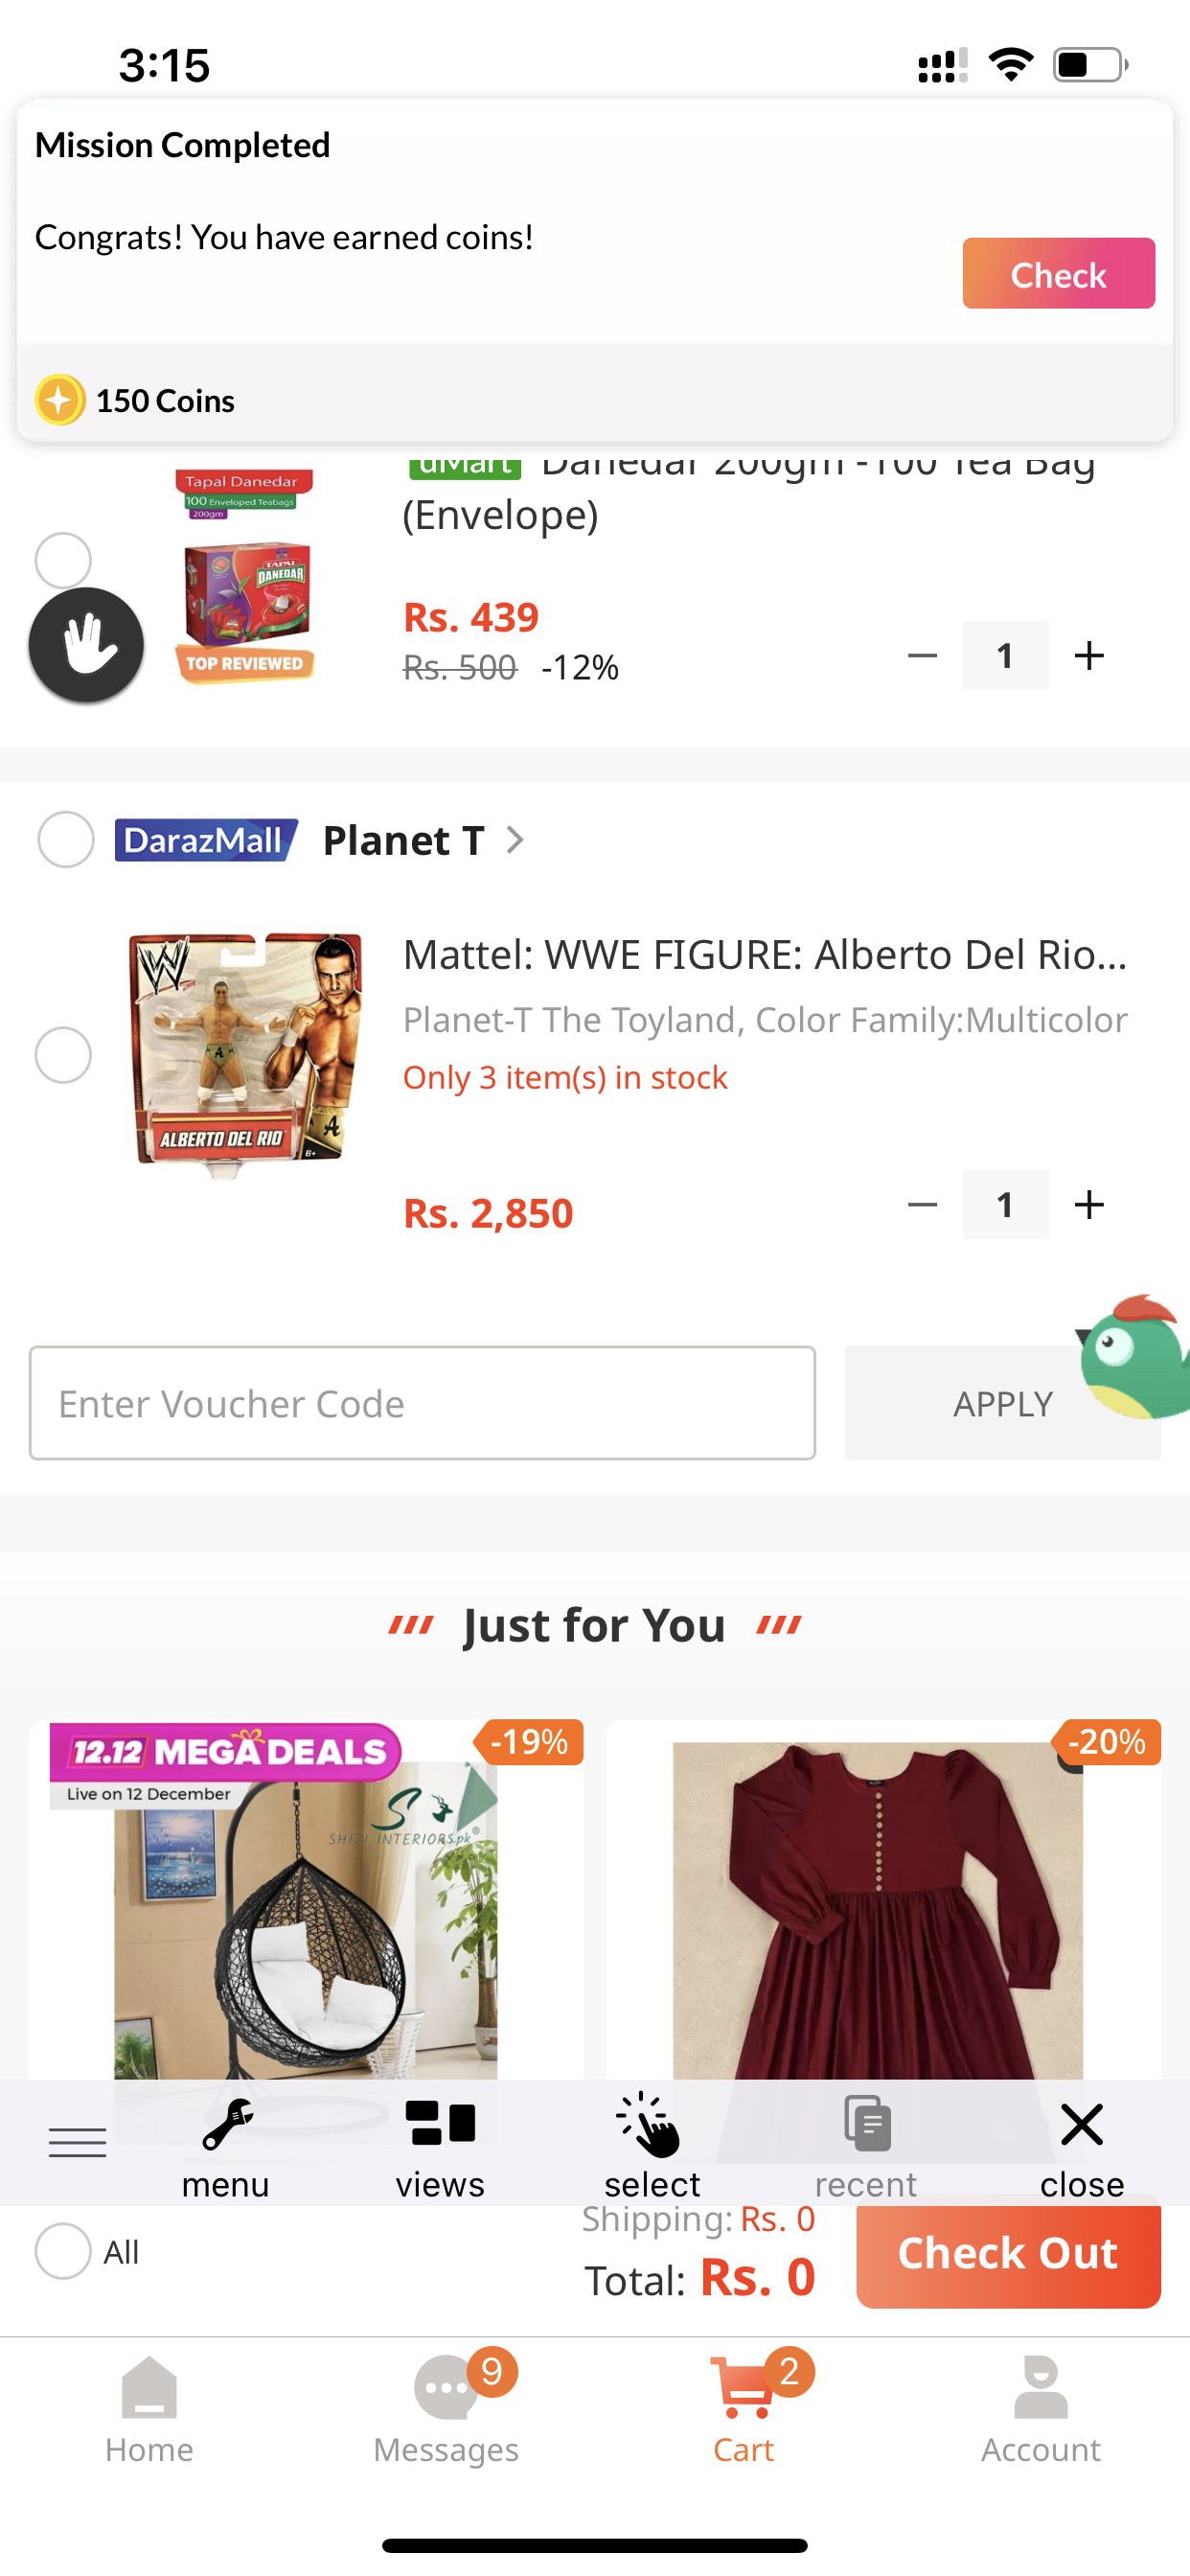 3:15
Mission Completed
Congrats! You have earned coins!
Check
150 Coins
Tapal Danedar
100 Enveloped Teabags
200gm
TAPAL
DANEDAR
TOP REVIEWED
dMart Danedar 200gm -100 Tea Bag
(Envelope)
Rs. 439
Rs. 500 -12%
1
DarazMall Planet T
W
ALBERTO DEL RIO
A
6+
Mattel: WWE FIGURE: Alberto Del Rio...
Planet-T The Toyland, Color Family:Multicolor
Only 3 item(s) in stock
Rs. 2,850
1
Enter Voucher Code
APPLY
Just for You
12.12 MEGA DEALS
Live on 12 December
-19%
S
SHIZI INTERIORS.pk®
-20%
menu
views
select
recent
close
All
Shipping: Rs. 0
Total: Rs. 0
Check Out
9
2
Home
Messages
Cart
Account